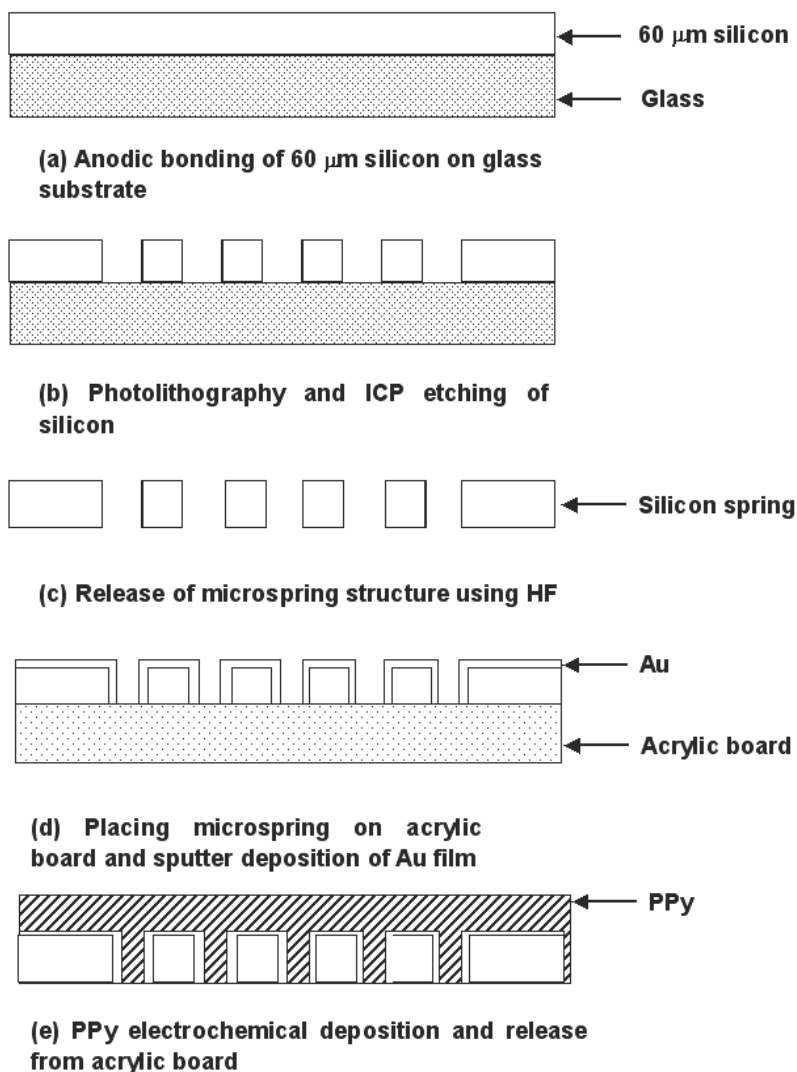 60 μm silicon
Glass
(a) Anodic bonding of 60 μm silicon on glass
substrate
(b) Photolithography and ICP etching of
silicon
Silicon spring
(c) Release of microspring structure using HF
Au
Acrylic board
(d) Placing microspring on acrylic
board and sputter deposition of Au film
PPy
(e) PPy electrochemical deposition and release
from acrylic board